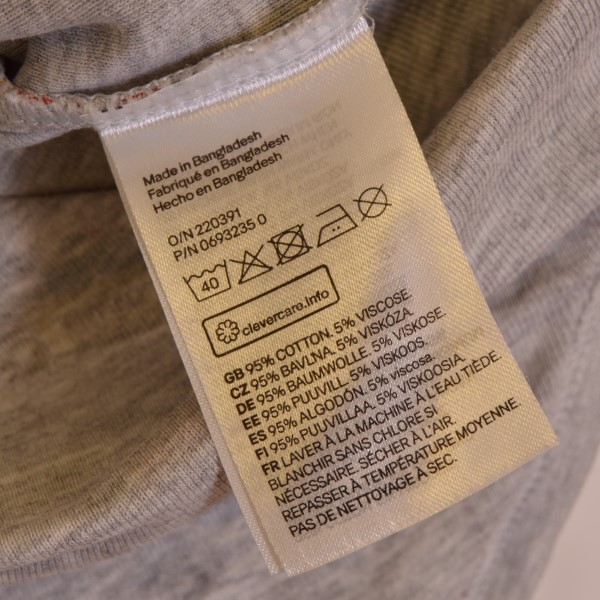 Made in Bangladesh
Fabriqué en Bangladesh
Hecho en Bangladesh
O/N 220391
P/N 0693235 0
40
clevercare.info
GB 95% COTTON. 5% VISCOSE.
CZ 95% BAVLNA. 5% VISKÓZA.
DE 95% BAUMWOLLE. 5% VISKOSE.
EE 95% PUUVILL. 5% VISKOOS.
ES 95% ALGODÓN. 5% viscosa.
FI 95% PUUVILLAA. 5% VISKOOSIA.
FR LAVER À LA MACHINE À L'EAU TIÈDE.
BLANCHIR SANS CHLORE SI
NÉCESSAIRE. SÉCHER À L'AIR.
REPASSER À TEMPÉRATURE MOYENNE.
PAS DE NETTOYAGE À SEC.